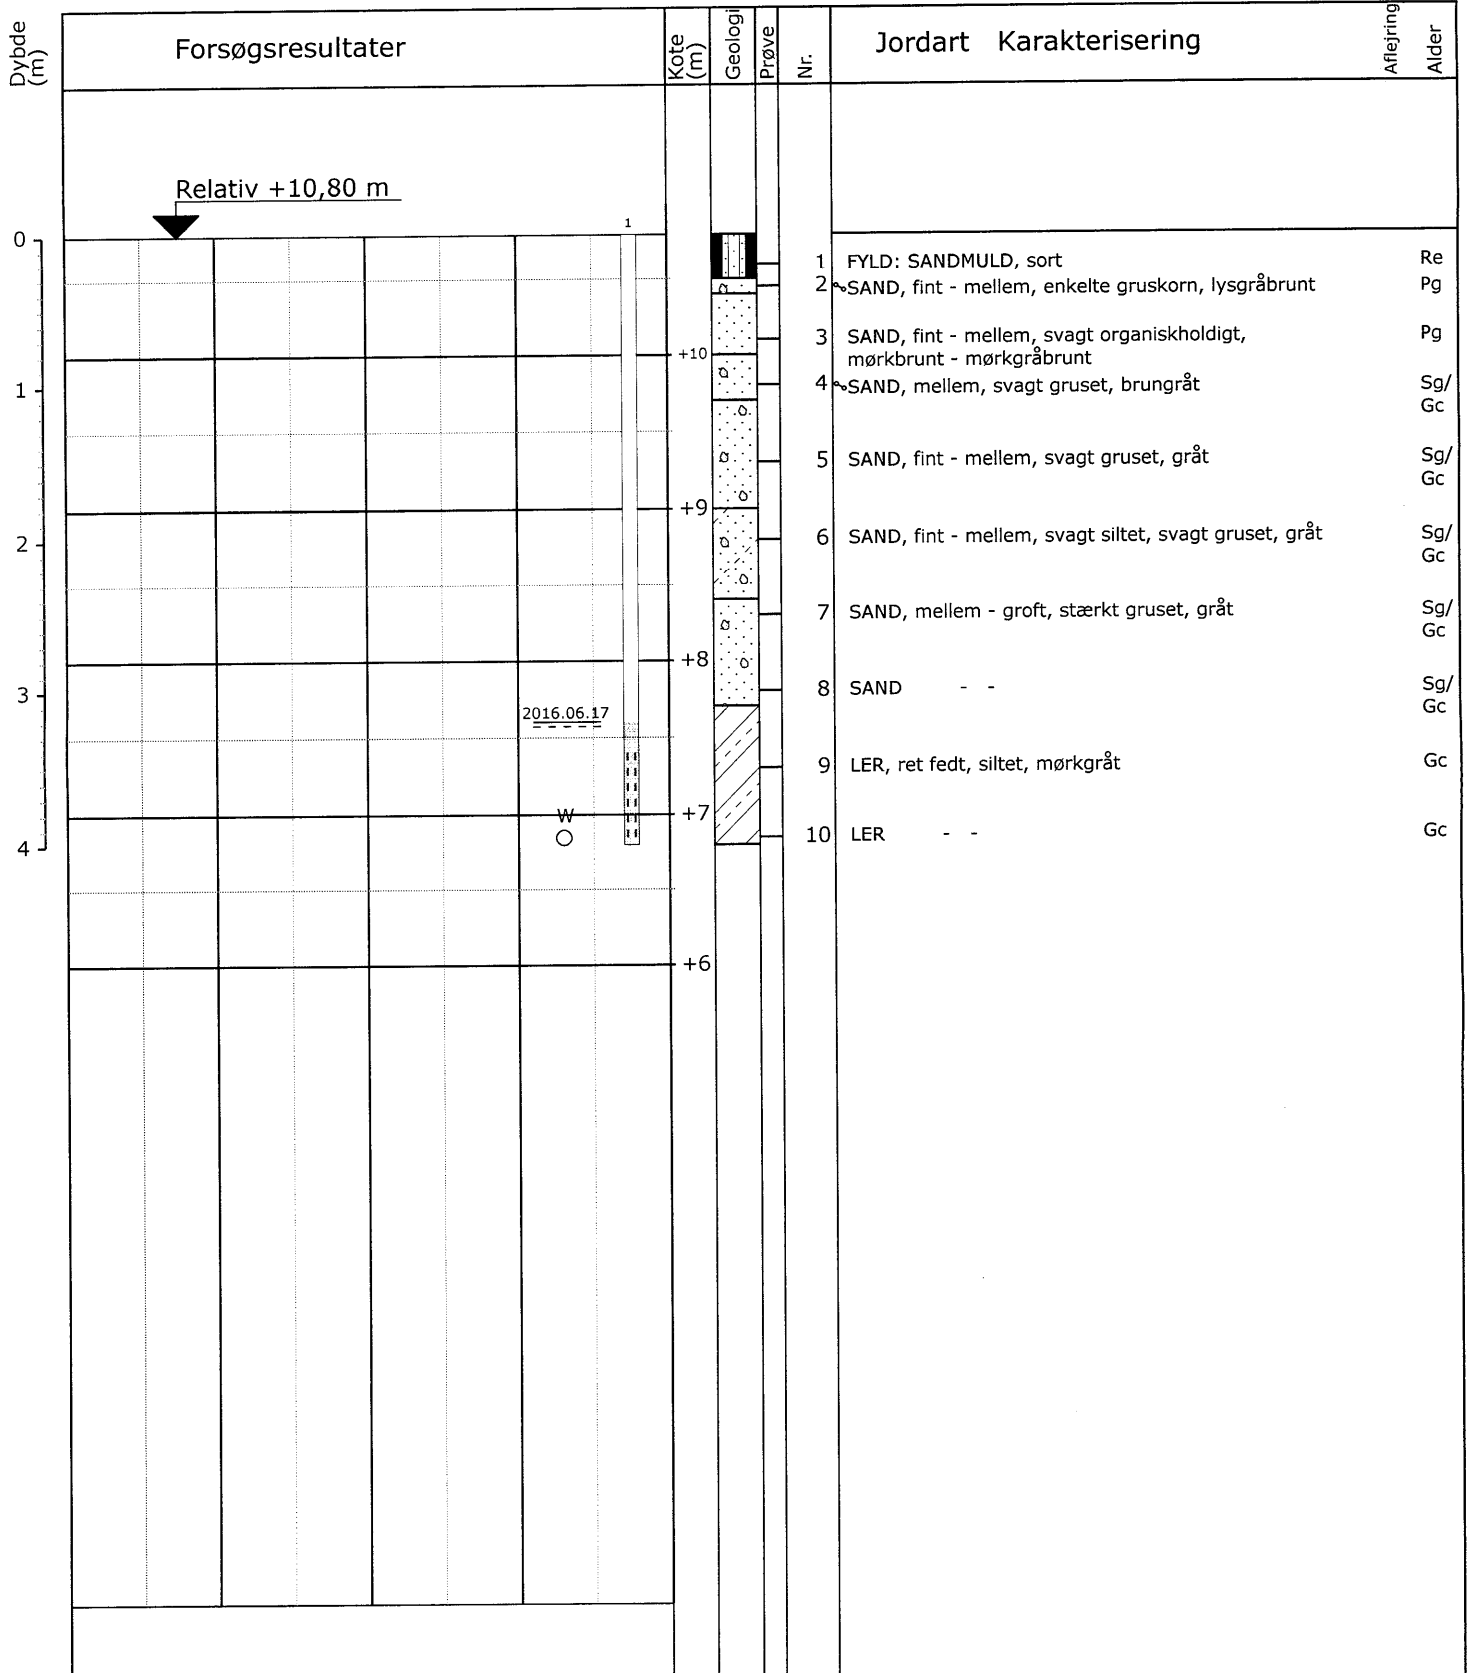 Dybde (m)
Forsøgsresultater
Kote (m)
Geologi
Prøve
Nr.
Jordart Karakterisering
Aflejring
Alder
Relativ +10,80 m
0
1
1 FYLD: SANDMULD, sort Re
2 SAND, fint - mellem, enkelte gruskorn, lysgråbrunt Pg
3 SAND, fint - mellem, svagt organiskholdigt, Pg
mørkbrunt - mørkgråbrunt
+10
1
4 SAND, mellem, svagt gruset, brungråt Sg/
Gc
5 SAND, fint - mellem, svagt gruset, gråt Sg/
Gc
+9
2
6 SAND, fint - mellem, svagt siltet, svagt gruset, gråt Sg/
Gc
7 SAND, mellem - groft, stærkt gruset, gråt Sg/
Gc
+8
3
8 SAND - - Sg/
Gc
2016.06.17
9 LER, ret fedt, siltet, mørkgråt Gc
+7
W
4
10 LER - - Gc
+6